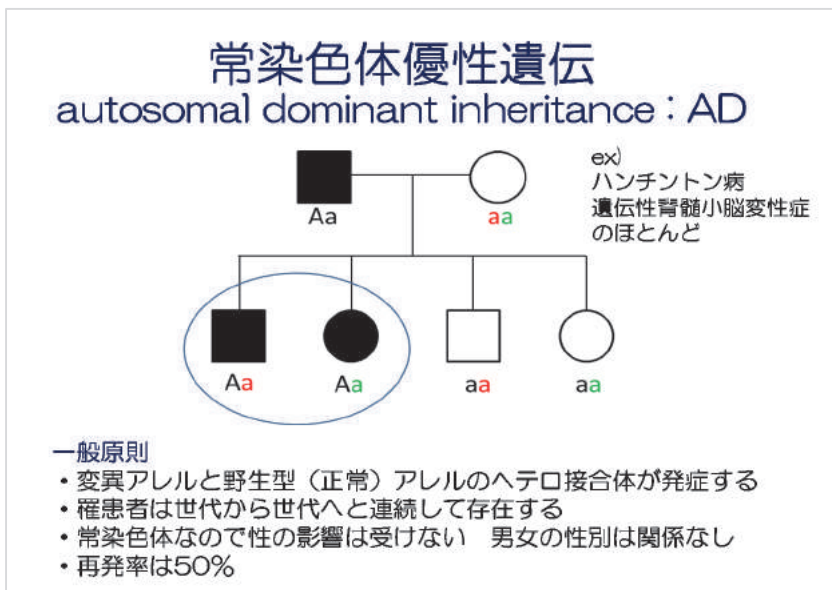 常染色体優性遺伝
autosomal dominant inheritance：AD
ex)
ハンチントン病
遺伝性脊髄小脳変性症
のほとんど
Aa
aa
Aa
Aa
aa
aa
一般原則
・変異アレルと野生型（正常）アレルのヘテロ接合体が発症する
・罹患者は世代から世代へと連続して存在する
・常染色体なので性の影響は受けない　男女の性別は関係なし
・再発率は50%